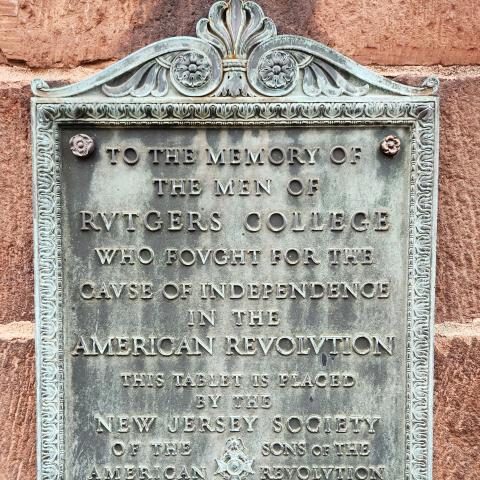 TO THE MEMORY OF
THE MEN OF
RVTGERS COLLEGE
WHO FOVGHT FOR THE
CAVSE OF INDEPENDENCE
IN THE
AMERICAN REVOLVTION
THIS TABLET IS PLACED
BY THE
NEW JERSEY SOCIETY
OF THE SONS OF THE
AMERICAN REVOLVTION